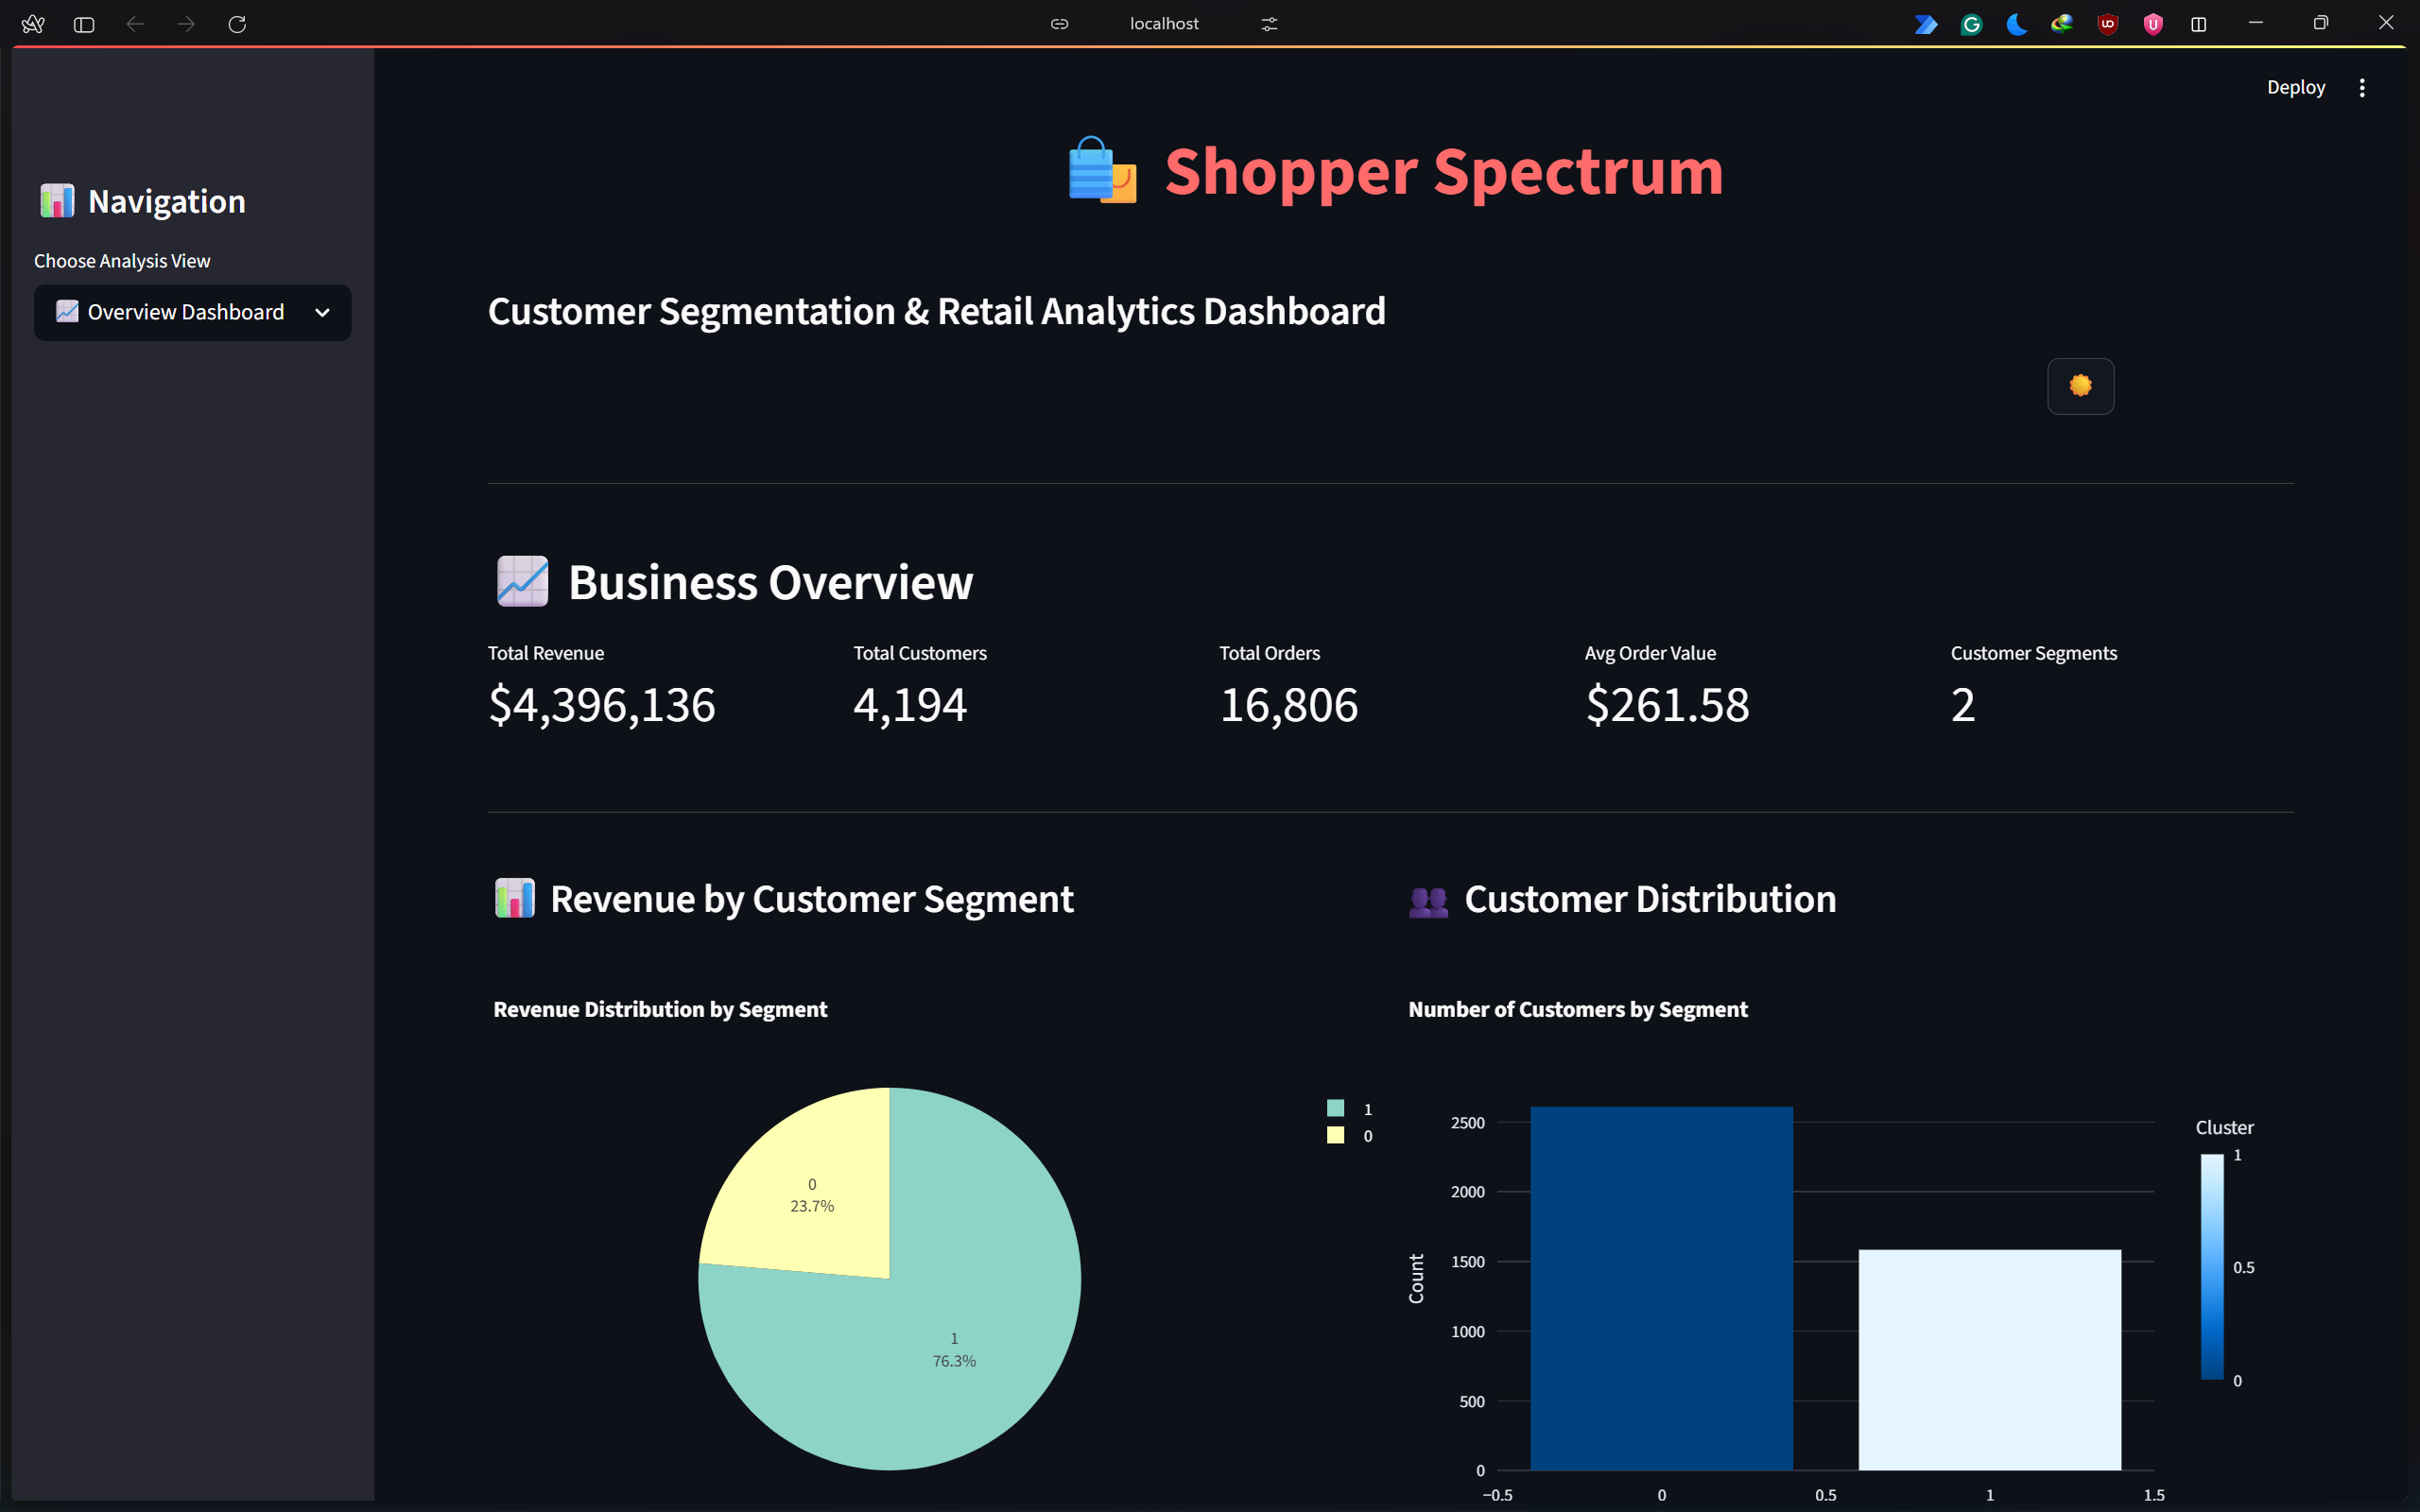 localhost
Deploy
Navigation
Choose Analysis View
Overview Dashboard
Shopper Spectrum
Customer Segmentation & Retail Analytics Dashboard
Business Overview
Total Revenue
$4,396,136
Total Customers
4,194
Total Orders
16,806
Avg Order Value
$261.58
Customer Segments
2
Revenue by Customer Segment
Revenue Distribution by Segment
0
23.7%
1
76.3%
1
0
Customer Distribution
Number of Customers by Segment
2500
2000
1500
1000
500
0
Count
−0.5
0
0.5
1
1.5
Cluster
1
0.5
0